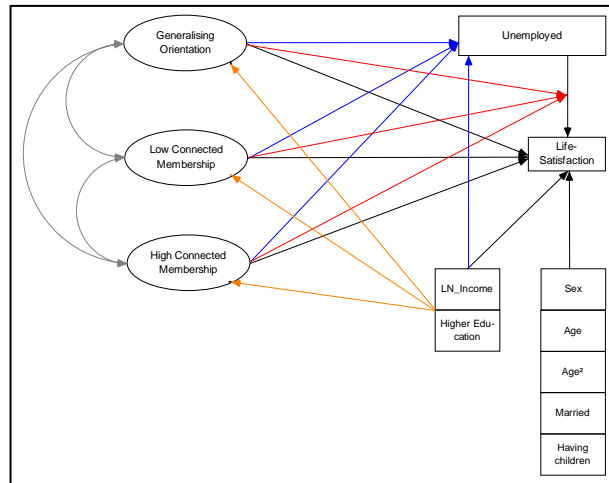 Generalising
Orientation
Unemployed
Low Connected
Membership
Life-
Satisfaction
High Connected
Membership
LN_Income
Higher Edu-
cation
Sex
Age
Age²
Married
Having
children